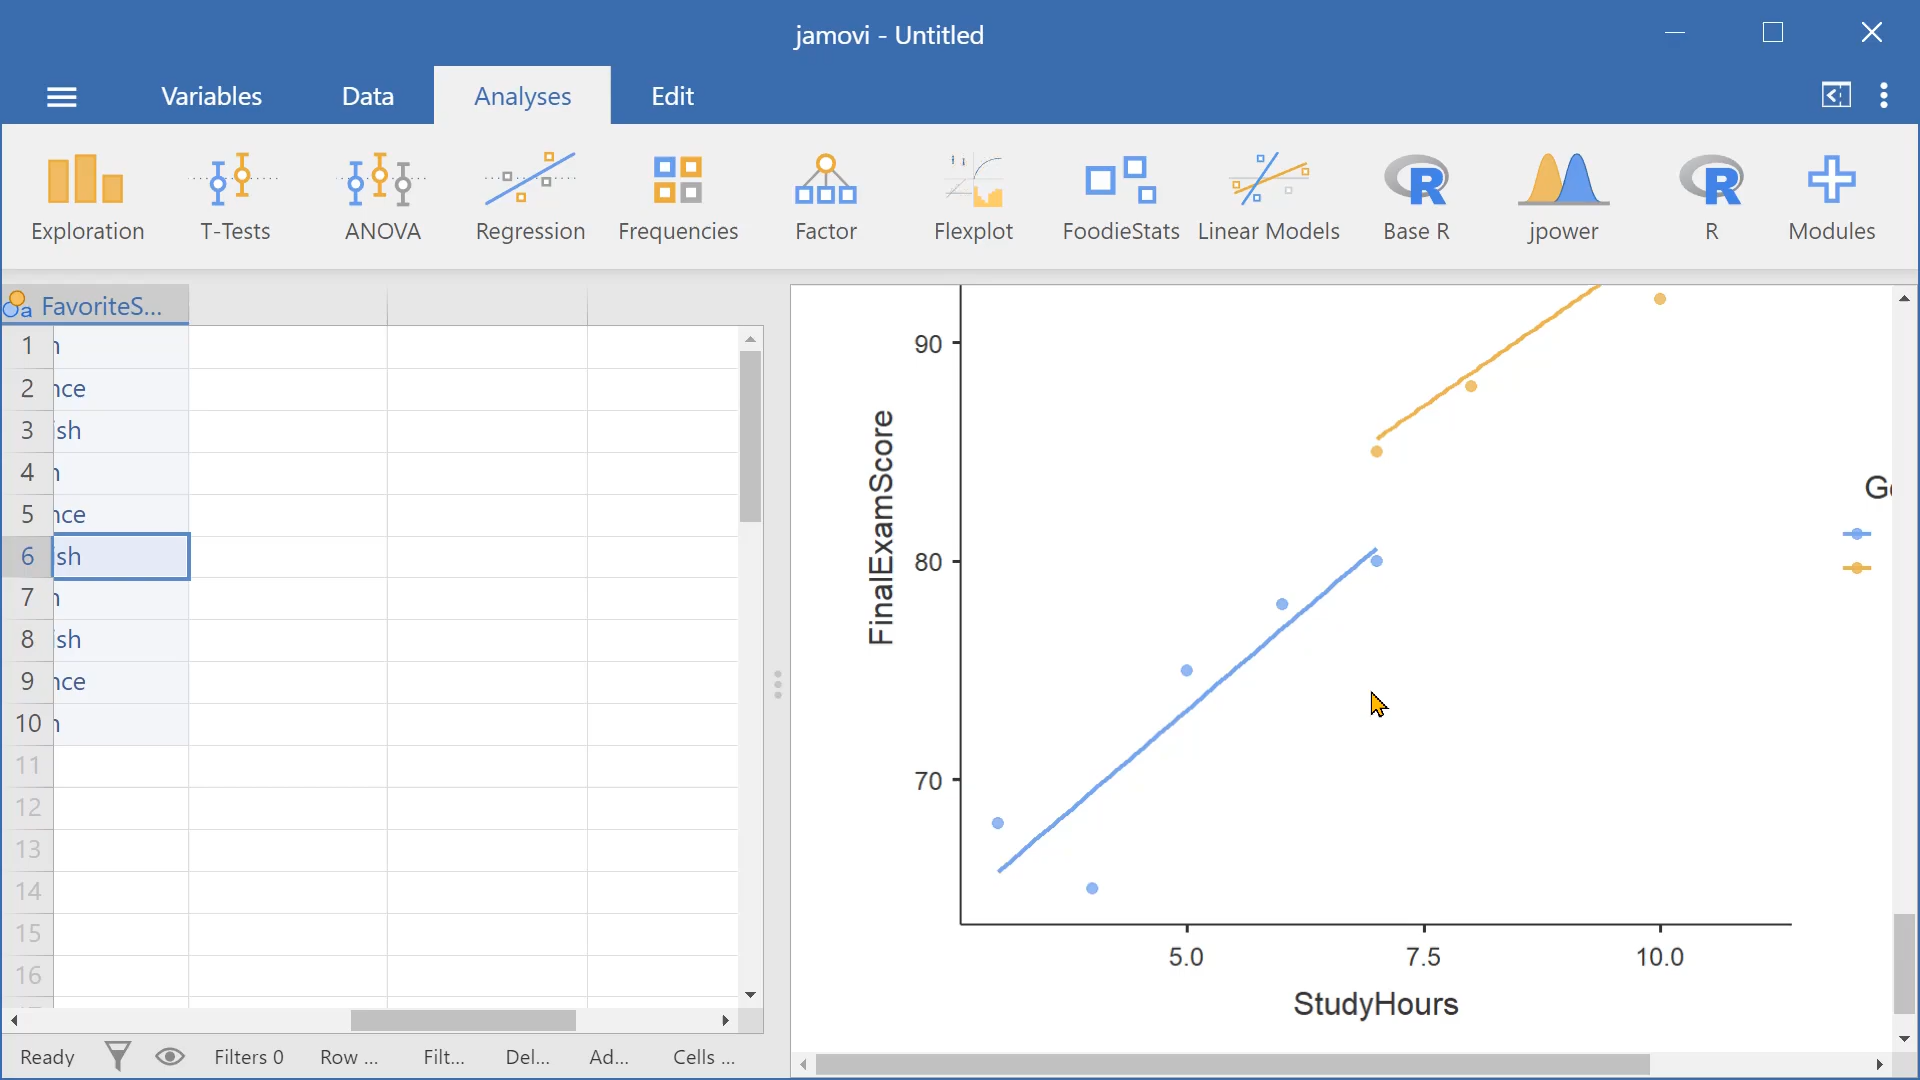 jamovi - Untitled
Variables Data Analyses Edit
Exploration T-Tests ANOVA Regression Frequencies Factor Flexplot FoodieStats Linear Models Base R jpower R Modules
a FavoriteS...
1
2 nce
3 ish
4
5 nce
6 ish
7
8 ish
9 nce
10
11
12
13
14
15
16
90
80
70
FinalExamScore
5.0 7.5 10.0
StudyHours
Ready Filters 0 Row ... Filt... Del... Ad... Cells ...